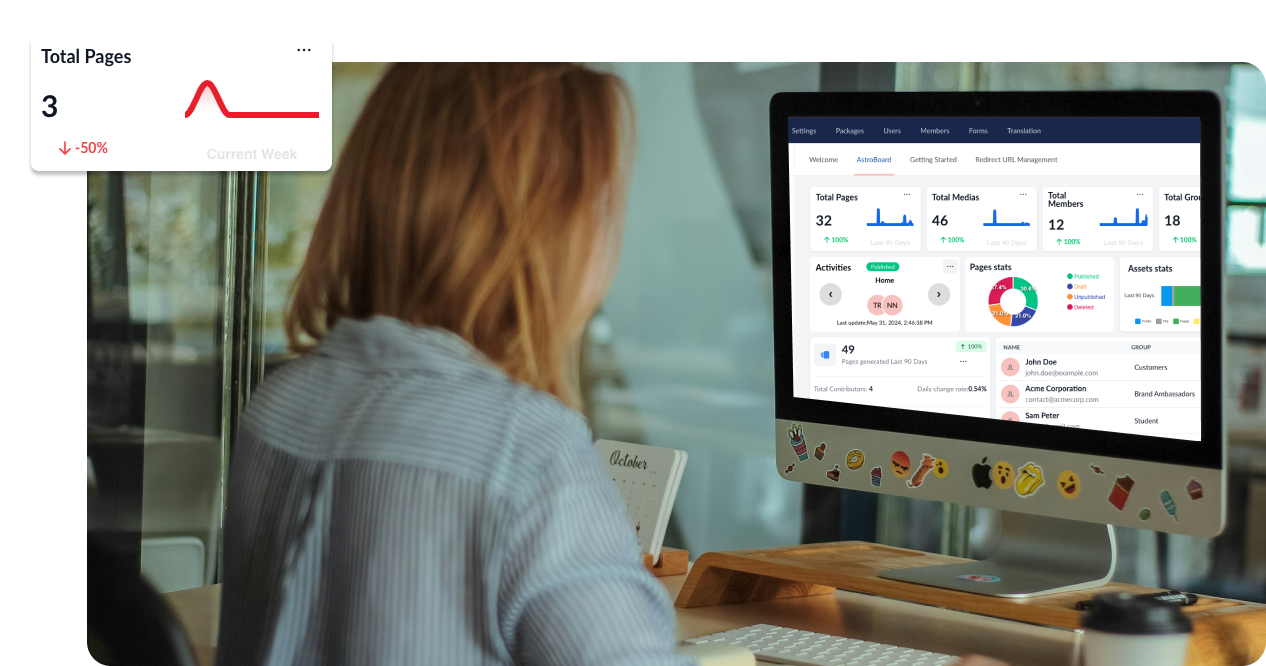 Total Pages
...
3
-50%
Current Week
Settings Packages Users Members Forms Translation
Welcome AstroBoard Getting Started Redirect URL Management
Total Pages
...
32
100%
Last 90 Days
Total Medias
...
46
100%
Last 90 Days
Total
Members
...
12
100%
Last 90 Days
Total Grou
18
100%
Activities
Published
...
Home
TR NN
Last update:May 31, 2024, 2:46:38 PM
Pages stats
27.4%
30.6%
21.0%
21.0%
Published
Draft
Unpublished
Deleted
Assets stats
Last 90 Days
49
100%
Pages generated Last 90 Days
...
Total Contributors: 4
Daily change rate:0.54%
NAME GROUP
JL
John Doe
john.doe@example.com
Customers
JL
Acme Corporation
contact@acmecorp.com
Brand Ambassadors
JL
Sam Peter
Student
October